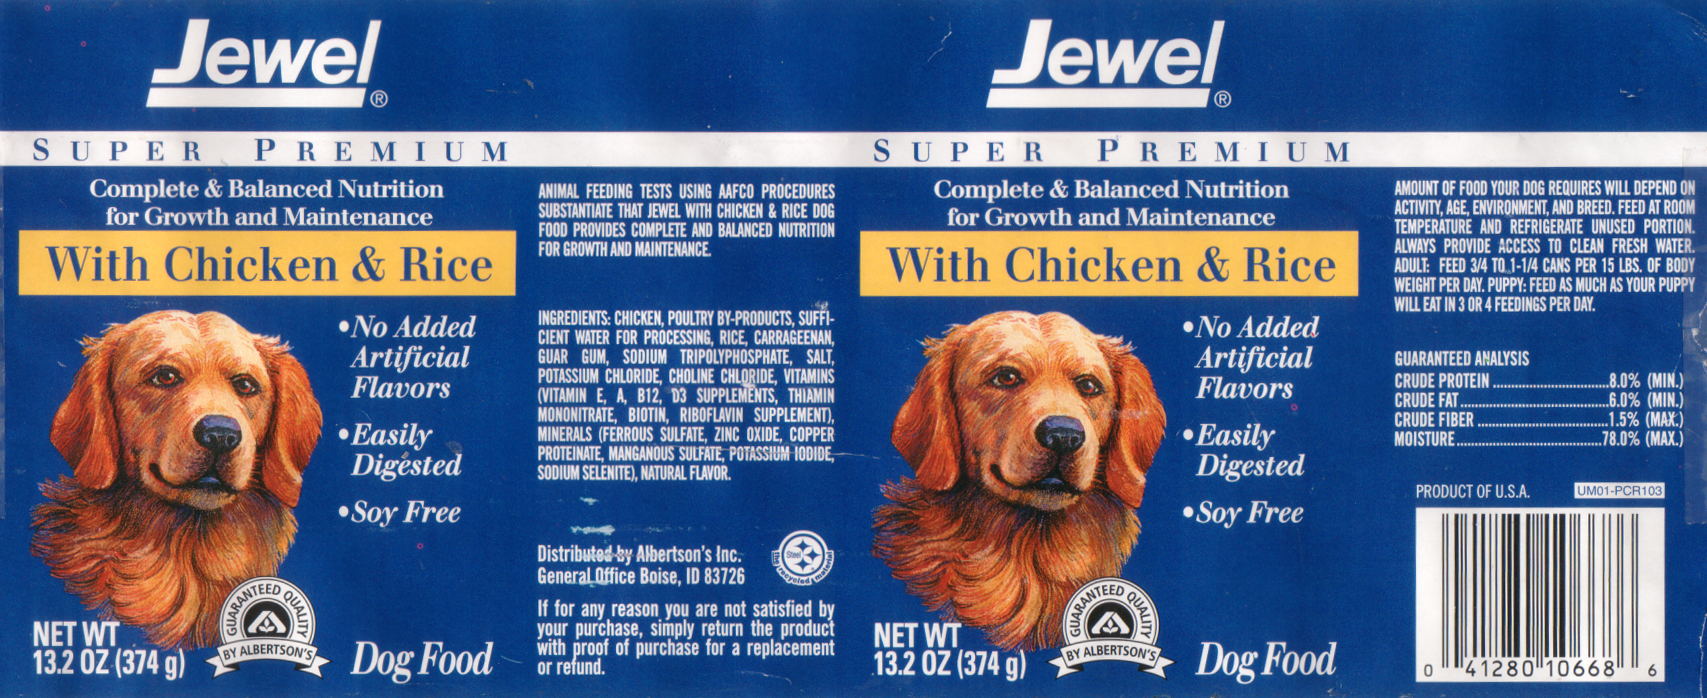 Jewel®
SUPER PREMIUM
Complete & Balanced Nutrition
for Growth and Maintenance
With Chicken & Rice
•No Added
Artificial
Flavors
•Easily
Digested
•Soy Free
GUARANTEED QUALITY
BY ALBERTSON'S
NET WT
13.2 OZ (374 g)
Dog Food
ANIMAL FEEDING TESTS USING AAFCO PROCEDURES
SUBSTANTIATE THAT JEWEL WITH CHICKEN & RICE DOG
FOOD PROVIDES COMPLETE AND BALANCED NUTRITION
FOR GROWTH AND MAINTENANCE.
INGREDIENTS: CHICKEN, POULTRY BY-PRODUCTS, SUFFI-
CIENT WATER FOR PROCESSING, RICE, CARRAGEENAN,
GUAR GUM, SODIUM TRIPOLYPHOSPHATE, SALT,
POTASSIUM CHLORIDE, CHOLINE CHLORIDE, VITAMINS
(VITAMIN E, A, B12, D3 SUPPLEMENTS, THIAMIN
MONONITRATE, BIOTIN, RIBOFLAVIN SUPPLEMENT),
MINERALS (FERROUS SULFATE, ZINC OXIDE, COPPER
PROTEINATE, MANGANOUS SULFATE, POTASSIUM IODIDE,
SODIUM SELENITE), NATURAL FLAVOR.
Distributed by Albertson's Inc.
General Office Boise, ID 83726
Steel
recycled material
If for any reason you are not satisfied by
your purchase, simply return the product
with proof of purchase for a replacement
or refund.
Jewel®
SUPER PREMIUM
Complete & Balanced Nutrition
for Growth and Maintenance
With Chicken & Rice
•No Added
Artificial
Flavors
•Easily
Digested
•Soy Free
GUARANTEED QUALITY
BY ALBERTSON'S
NET WT
13.2 OZ (374 g)
Dog Food
AMOUNT OF FOOD YOUR DOG REQUIRES WILL DEPEND ON
ACTIVITY, AGE, ENVIRONMENT, AND BREED. FEED AT ROOM
TEMPERATURE AND REFRIGERATE UNUSED PORTION.
ALWAYS PROVIDE ACCESS TO CLEAN FRESH WATER.
ADULT: FEED 3/4 TO 1-1/4 CANS PER 15 LBS. OF BODY
WEIGHT PER DAY. PUPPY: FEED AS MUCH AS YOUR PUPPY
WILL EAT IN 3 OR 4 FEEDINGS PER DAY.
GUARANTEED ANALYSIS
CRUDE PROTEIN ..............................8.0% (MIN.)
CRUDE FAT......................................6.0% (MIN.)
CRUDE FIBER ..................................1.5% (MAX.)
MOISTURE .....................................78.0% (MAX.)
PRODUCT OF U.S.A. UM01-PCR103
0 41280 10668 6